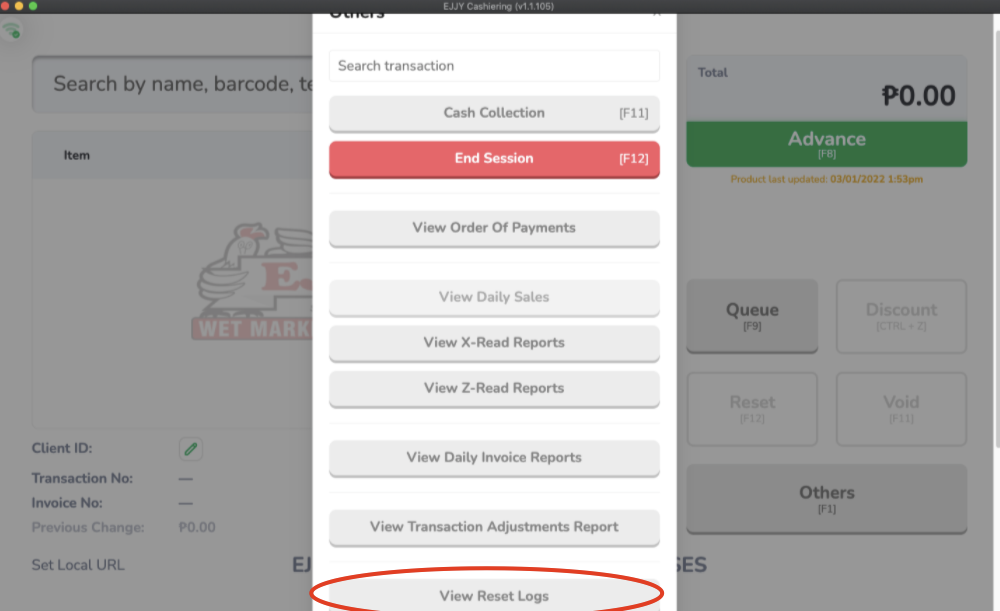 EJJY Cashiering (v1.1.105)
Others
Search by name, barcode, te
Search transaction
Cash Collection [F11]
End Session [F12]
View Order Of Payments
View Daily Sales
View X-Read Reports
View Z-Read Reports
View Daily Invoice Reports
View Transaction Adjustments Report
View Reset Logs
Item
E
WET MARK
Client ID:
Transaction No: —
Invoice No: —
Previous Change: ₱0.00
Set Local URL
EJ
SES
Total
₱0.00
Advance
[F8]
Product last updated: 03/01/2022 1:53pm
Queue
[F9]
Discount
[CTRL + Z]
Reset
[F12]
Void
[F11]
Others
[F1]